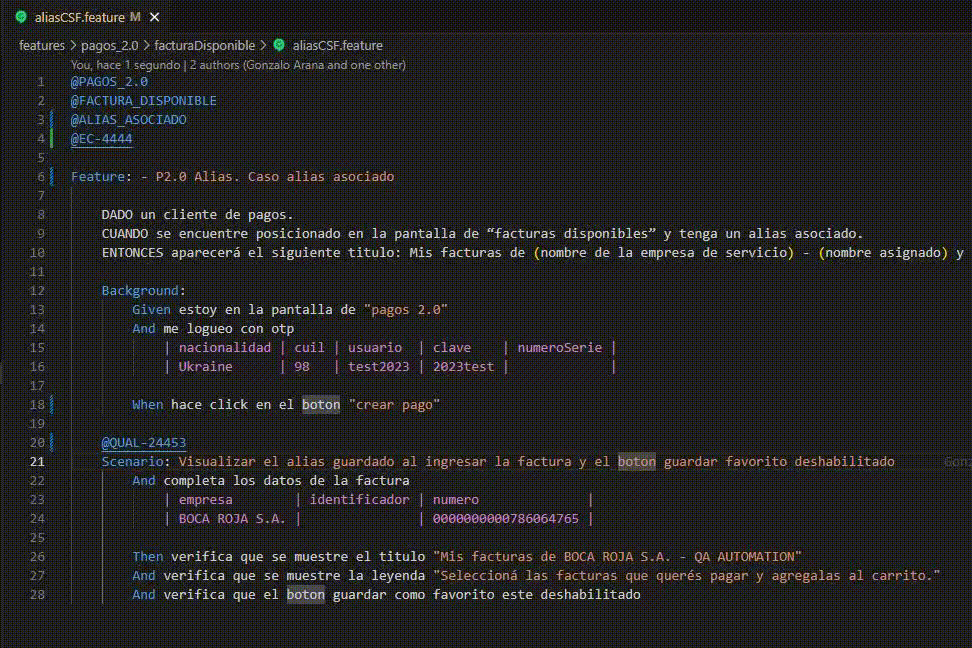 aliasCSF.feature M ✕
features > pagos_2.0 > facturaDisponible > aliasCSF.feature
You, hace 1 segundo | 2 authors (Gonzalo Arana and one other)
1 @PAGOS_2.0
2 @FACTURA_DISPONIBLE
3 @ALIAS_ASOCIADO
4 @EC-4444
5
6 Feature: - P2.0 Alias. Caso alias asociado
7
8 DADO un cliente de pagos.
9 CUANDO se encuentre posicionado en la pantalla de “facturas disponibles” y tenga un alias asociado.
10 ENTONCES aparecerá el siguiente titulo: Mis facturas de (nombre de la empresa de servicio) - (nombre asignado) y
11
12 Background:
13 Given estoy en la pantalla de "pagos 2.0"
14 And me logueo con otp
15 | nacionalidad | cuil | usuario | clave | numeroSerie |
16 | Ukraine | 98 | test2023 | 2023test | |
17
18 When hace click en el boton "crear pago"
19
20 @QUAL-24453
21 Scenario: Visualizar el alias guardado al ingresar la factura y el boton guardar favorito deshabilitado
22 And completa los datos de la factura
23 | empresa | identificador | numero |
24 | BOCA ROJA S.A. | | 0000000000786064765 |
25
26 Then verifica que se muestre el titulo "Mis facturas de BOCA ROJA S.A. - QA AUTOMATION"
27 And verifica que se muestre la leyenda "Seleccioná las facturas que querés pagar y agregalas al carrito."
28 And verifica que el boton guardar como favorito este deshabilitado